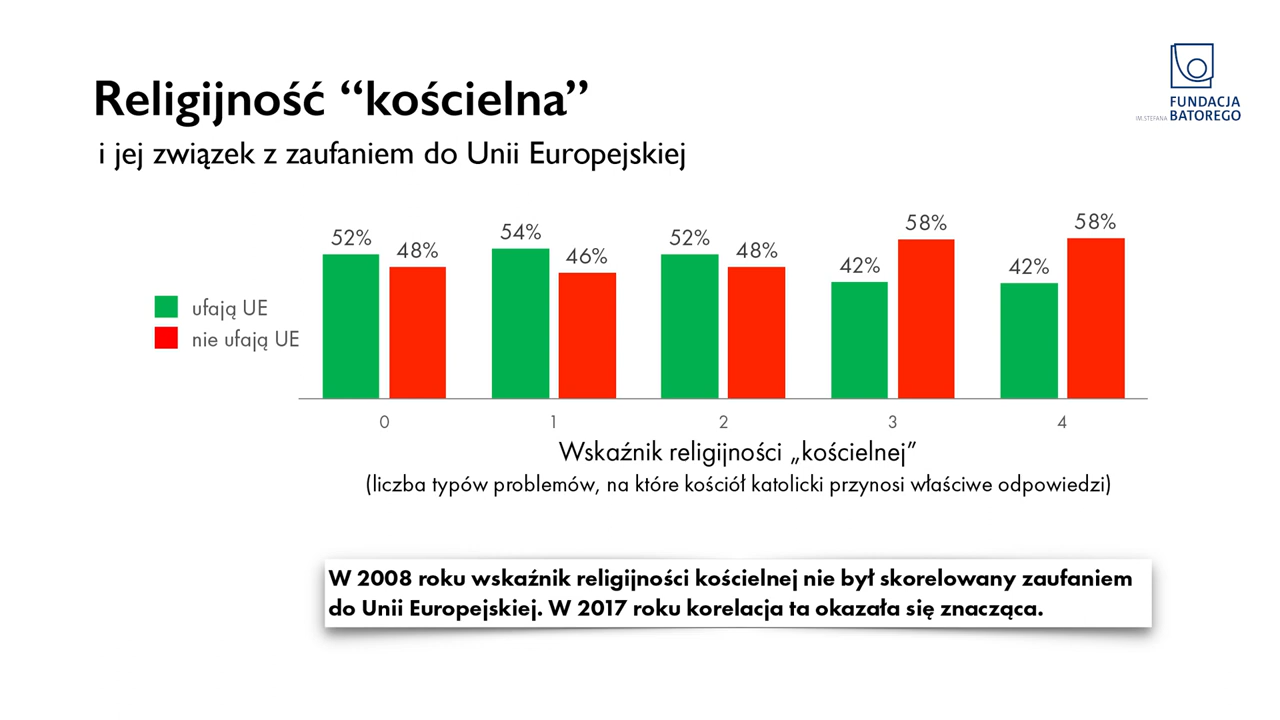 Religijność “kościelna”
i jej związek z zaufaniem do Unii Europejskiej
FUNDACJA
IM. STEFANA BATOREGO
52% 48% 54% 46% 52% 48% 42% 58% 42% 58%
ufają UE
nie ufają UE
0 1 2 3 4
Wskaźnik religijności „kościelnej”
(liczba typów problemów, na które kościół katolicki przynosi właściwe odpowiedzi)
W 2008 roku wskaźnik religijności kościelnej nie był skorelowany zaufaniem
do Unii Europejskiej. W 2017 roku korelacja ta okazała się znacząca.